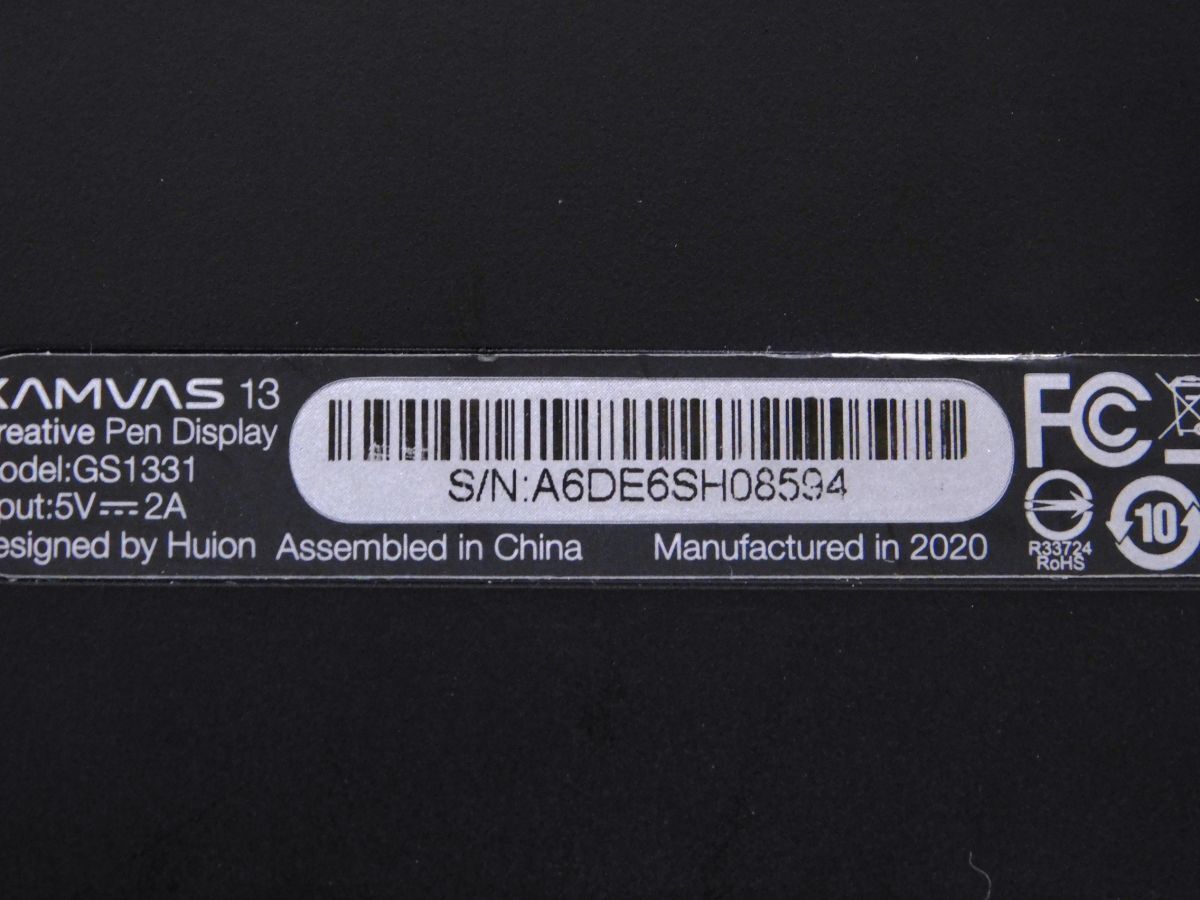 KAMVAS 13
reative Pen Display
odel:GS1331
put:5V⎓2A
esigned by Huion
S/N:A6DE6SH08594
Assembled in China
Manufactured in 2020
FC
R33724
RoHS
10